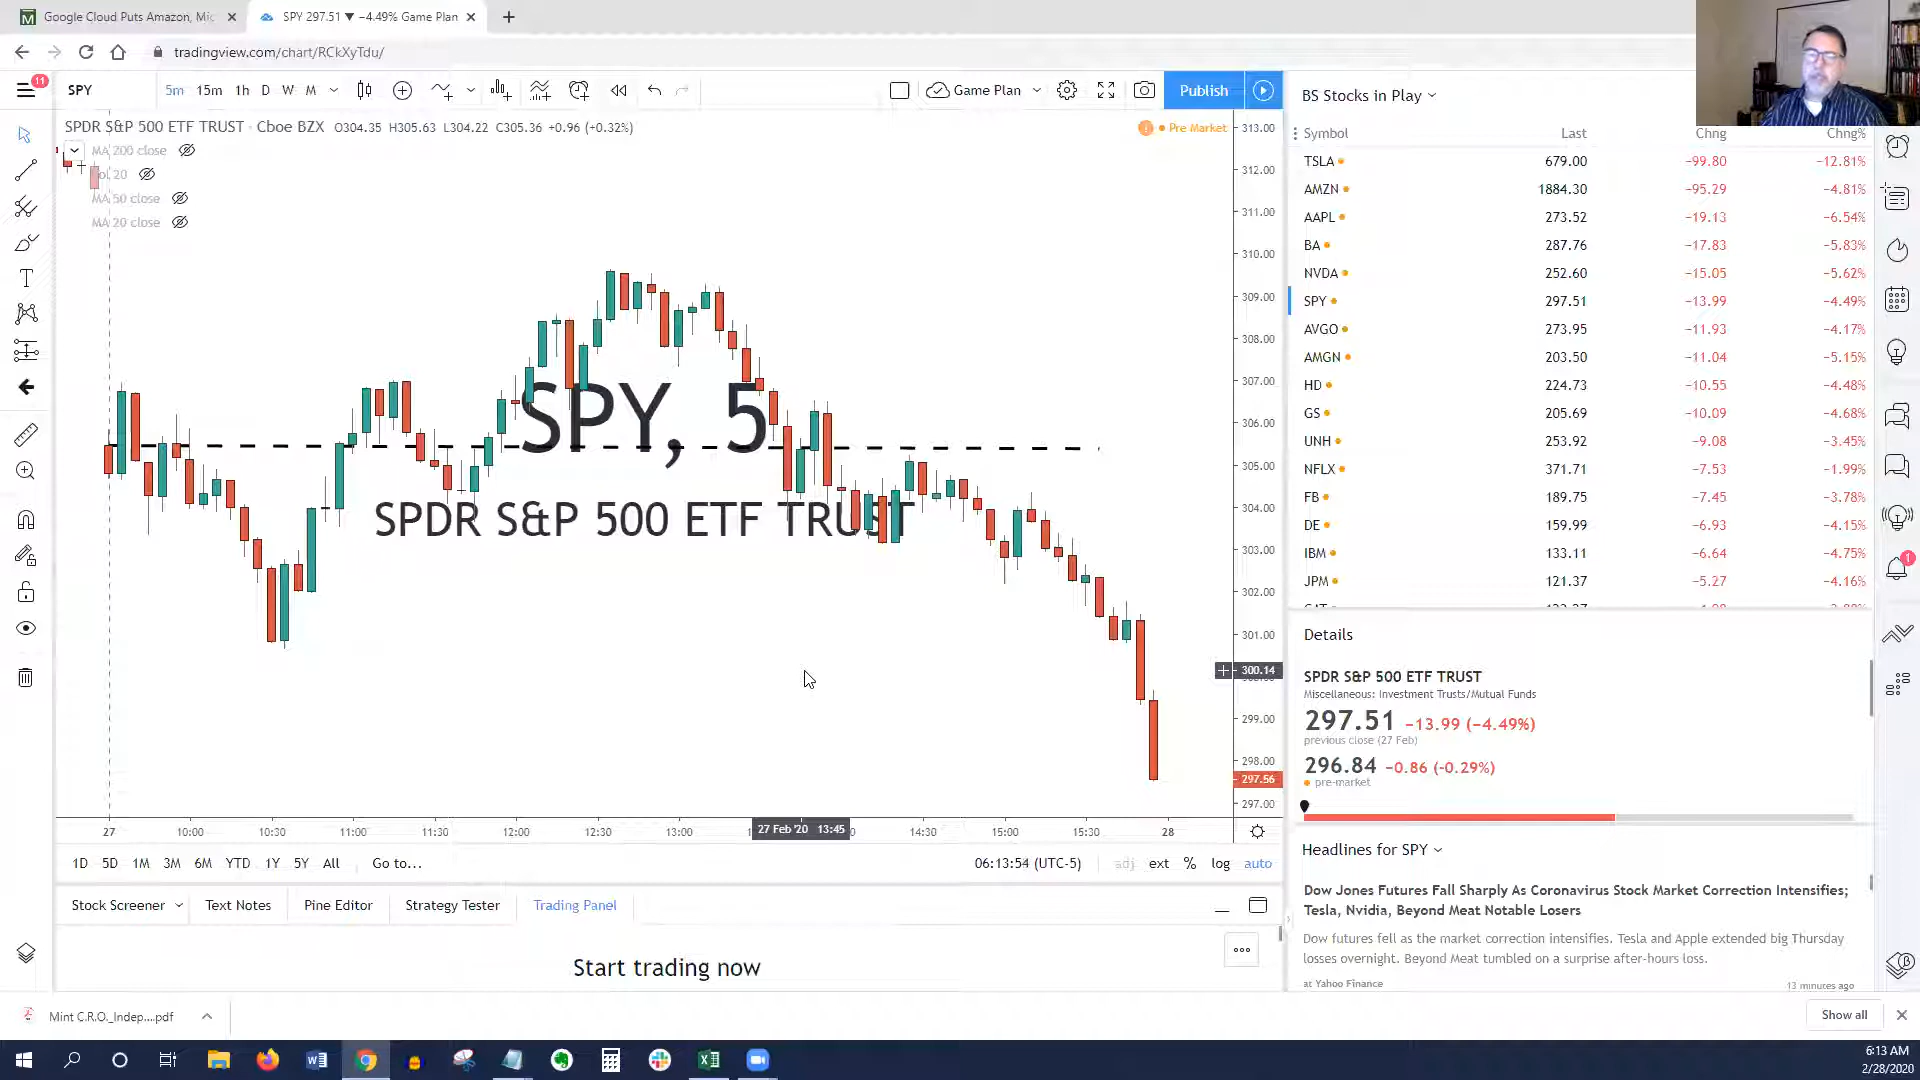 Google Cloud Puts Amazon, Mic
SPY 297.51 ▼ −4.49% Game Plan
tradingview.com/chart/RCkXyTdu/
11
SPY 5m 15m 1h D W M Game Plan Publish
SPDR S&P 500 ETF TRUST · Cboe BZX O304.35 H305.63 L304.22 C305.36 +0.96 (+0.32%)
Pre Market
MA 200 close
Vol 20
MA 50 close
MA 20 close
SPY, 5
SPDR S&P 500 ETF TRUST
313.00
312.00
311.00
310.00
309.00
308.00
307.00
306.00
305.00
304.00
303.00
302.00
301.00
300.14
299.00
298.00
297.56
297.00
27 10:00 10:30 11:00 11:30 12:00 12:30 13:00 27 Feb '20 13:45 14:30 15:00 15:30 28
1D 5D 1M 3M 6M YTD 1Y 5Y All Go to... 06:13:54 (UTC-5) adj ext % log auto
Stock Screener Text Notes Pine Editor Strategy Tester Trading Panel
Start trading now
BS Stocks in Play
Symbol Last Chng Chng%
TSLA 679.00 −99.80 −12.81%
AMZN 1884.30 −95.29 −4.81%
AAPL 273.52 −19.13 −6.54%
BA 287.76 −17.83 −5.83%
NVDA 252.60 −15.05 −5.62%
SPY 297.51 −13.99 −4.49%
AVGO 273.95 −11.93 −4.17%
AMGN 203.50 −11.04 −5.15%
HD 224.73 −10.55 −4.48%
GS 205.69 −10.09 −4.68%
UNH 253.92 −9.08 −3.45%
NFLX 371.71 −7.53 −1.99%
FB 189.75 −7.45 −3.78%
DE 159.99 −6.93 −4.15%
IBM 133.11 −6.64 −4.75%
JPM 121.37 −5.27 −4.16%
Details
SPDR S&P 500 ETF TRUST
Miscellaneous: Investment Trusts/Mutual Funds
297.51 −13.99 (−4.49%)
previous close (27 Feb)
296.84 −0.86 (−0.29%)
pre-market
Headlines for SPY
Dow Jones Futures Fall Sharply As Coronavirus Stock Market Correction Intensifies;
Tesla, Nvidia, Beyond Meat Notable Losers
Dow futures fell as the market correction intensifies. Tesla and Apple extended big Thursday
losses overnight. Beyond Meat tumbled on a surprise after-hours loss.
at Yahoo Finance 13 minutes ago
1
Mint C.R.O._Indep....pdf
Show all
6:13 AM
2/28/2020